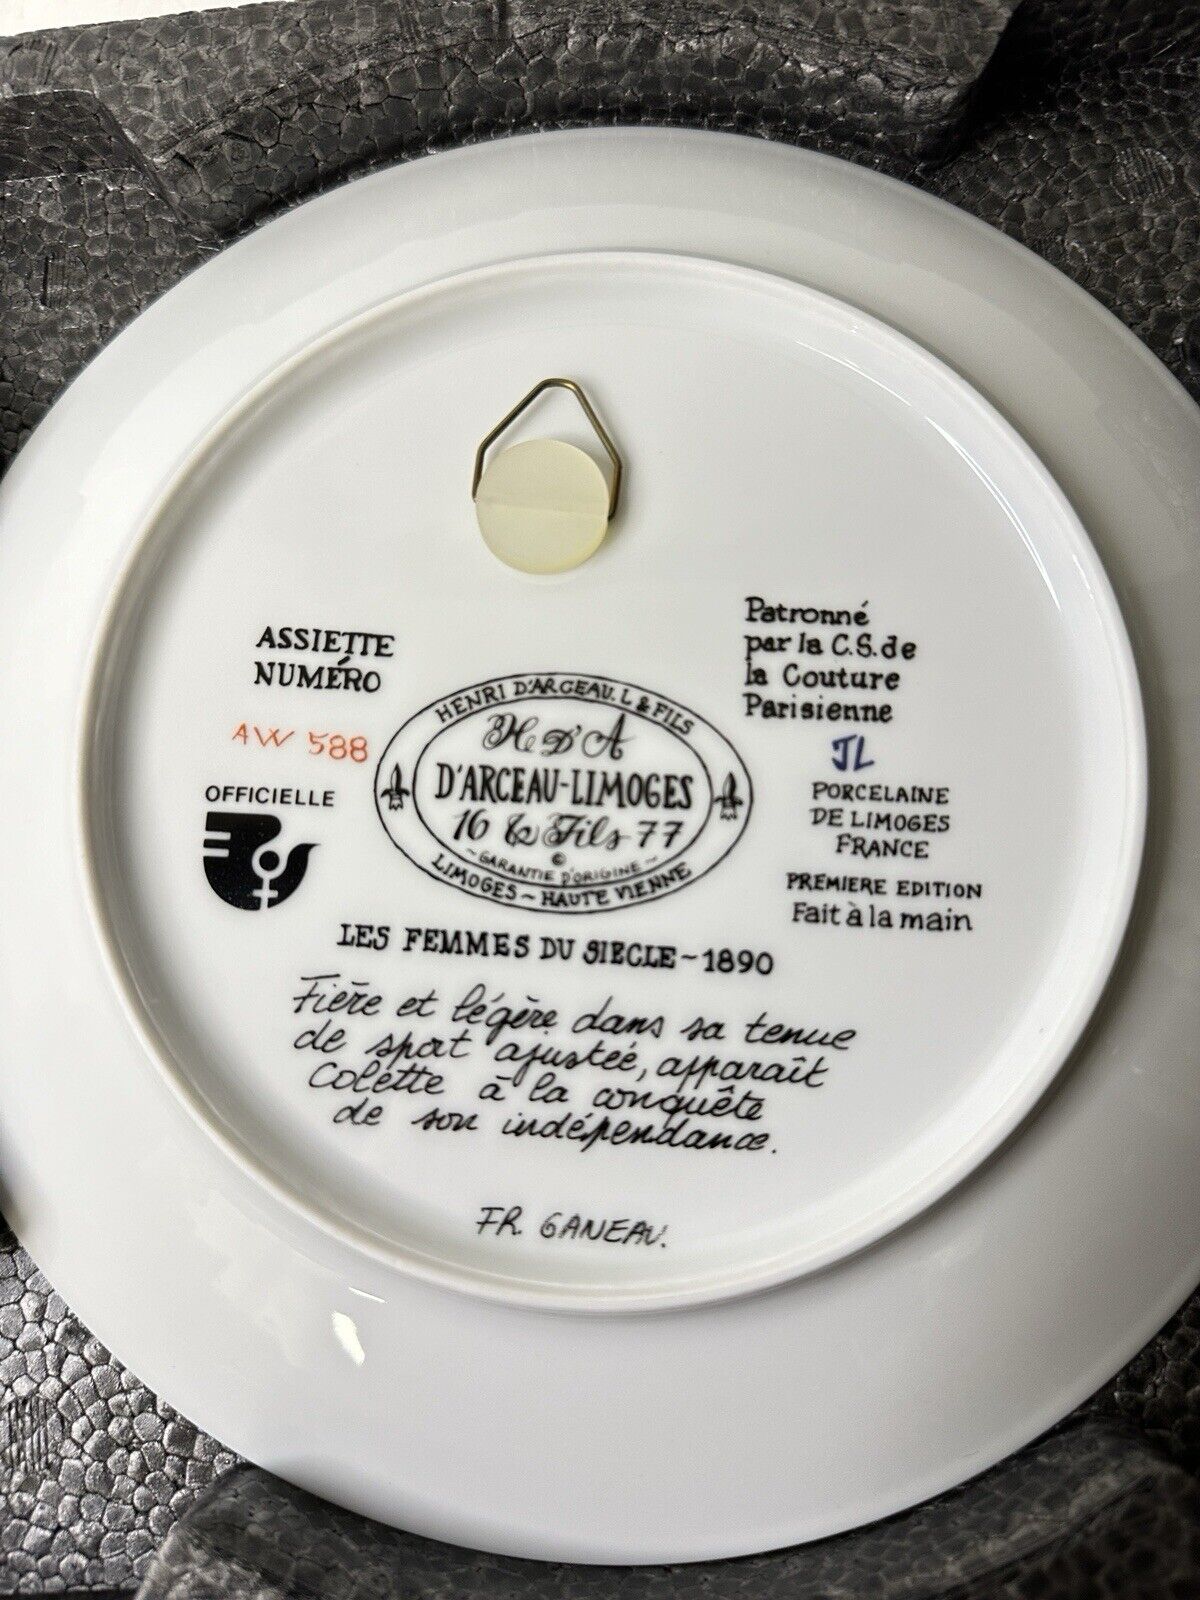 ASSIETTE
NUMÉRO
AW 588
OFFICIELLE
Patronné
par la C.S. de
la Couture
Parisienne
JL
PORCELAINE
DE LIMOGES
FRANCE
PREMIERE EDITION
Fait à la main
HENRI D'ARCEAU. L & FILS
H D'A
D'ARCEAU-LIMOGES
16 & Fils 77
©
~GARANTIE D'ORIGINE~
LIMOGES ~ HAUTE VIENNE
LES FEMMES DU SIECLE ~ 1890
Fière et légère dans sa tenue
de sport ajustée, apparaît
Colette à la conquête
de son indépendance.
FR. GANEAU.